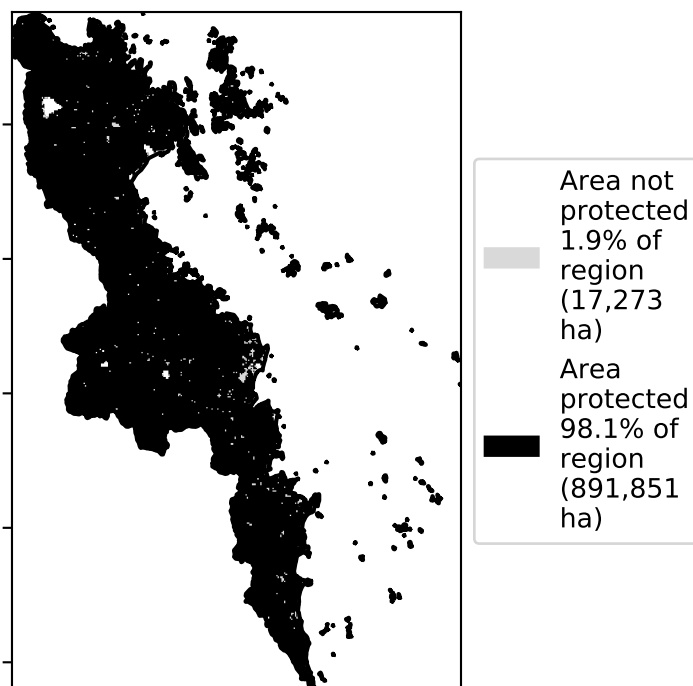 Area not
protected
1.9% of
region
(17,273
ha)
Area
protected
98.1% of
region
(891,851
ha)